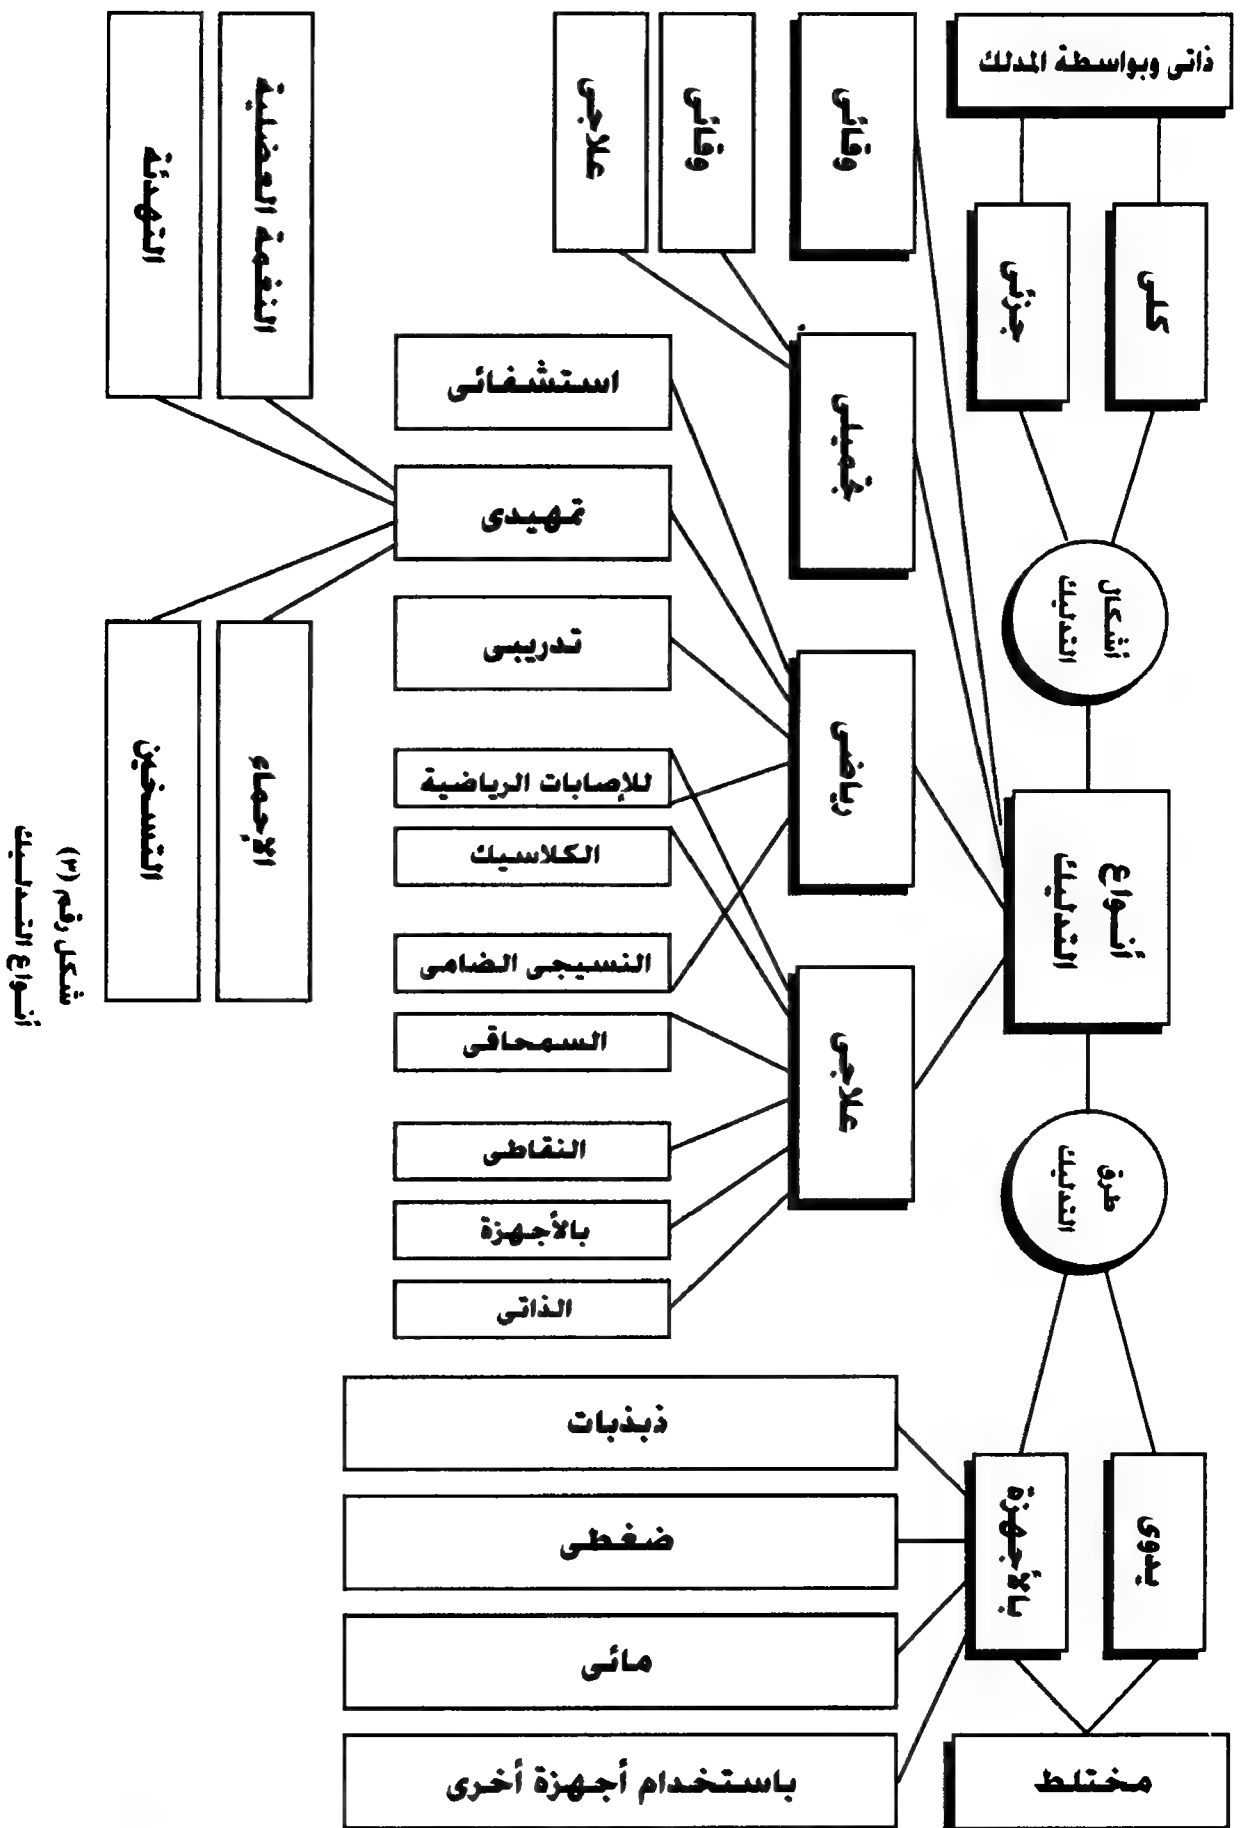 ذاتى وبواسطة المدلك
كلى
جزئى
أشكال
التدليك
أنواع
التدليك
طرق
التدليك
يدوى
بالأجهزة
مختلط
وقائى
تجميلى
رياضى
علاجى
وقائى
علاجى
استشفائى
تمهيدى
تدريبى
للإصابات الرياضية
الكلاسيك
النسيجى الضامى
السمحاقى
النقاطى
بالأجهزة
الذاتى
ذبذبات
ضغطى
مائى
باستخدام أجهزة أخرى
النغمة العضلية
التهدئة
الإحماء
التسخين
شكل رقم (٣)
أنواع التدليك